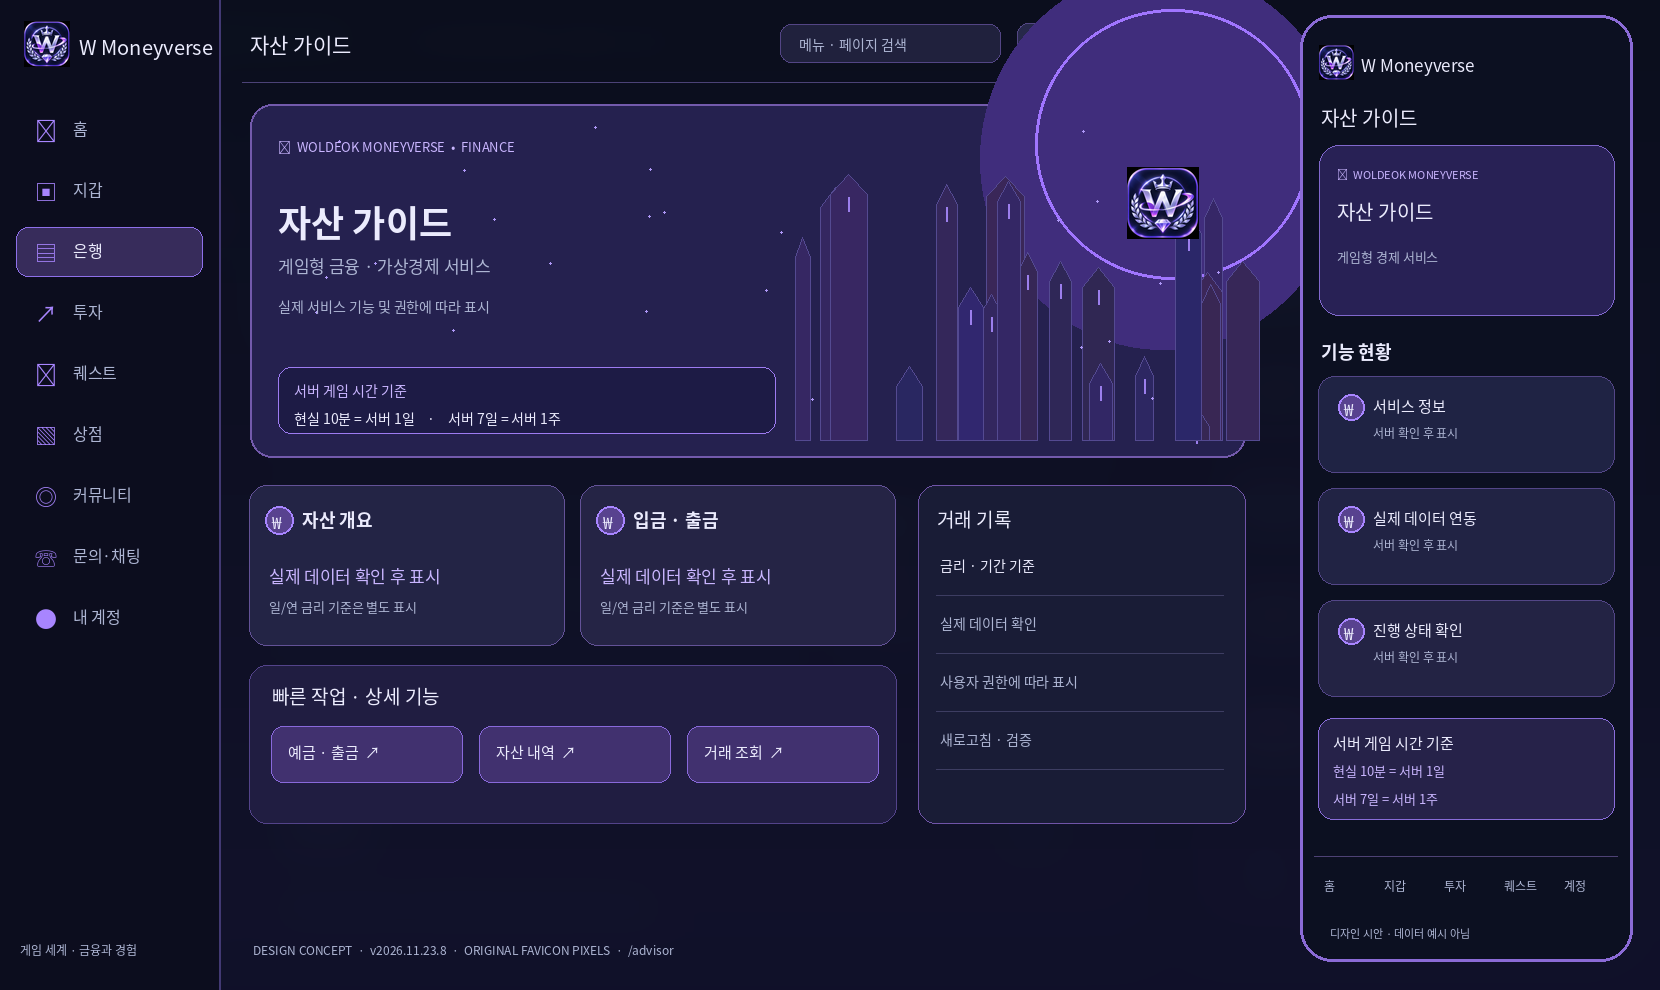 W Moneyverse
홈
지갑
은행
투자
퀘스트
상점
커뮤니티
문의·채팅
내 계정
게임 세계 · 금융과 경험
자산 가이드
메뉴 · 페이지 검색
WOLDEOK MONEYVERSE • FINANCE
자산 가이드
게임형 금융 · 가상경제 서비스
실제 서비스 기능 및 권한에 따라 표시
서버 게임 시간 기준
현실 10분 = 서버 1일 · 서버 7일 = 서버 1주
W
₩ 자산 개요
실제 데이터 확인 후 표시
일/연 금리 기준은 별도 표시
₩ 입금 · 출금
실제 데이터 확인 후 표시
일/연 금리 기준은 별도 표시
거래 기록
금리 · 기간 기준
실제 데이터 확인
사용자 권한에 따라 표시
새로고침 · 검증
빠른 작업 · 상세 기능
예금 · 출금 ↗
자산 내역 ↗
거래 조회 ↗
DESIGN CONCEPT · v2026.11.23.8 · ORIGINAL FAVICON PIXELS · /advisor
W Moneyverse
자산 가이드
WOLDEOK MONEYVERSE
자산 가이드
게임형 경제 서비스
기능 현황
₩ 서비스 정보
서버 확인 후 표시
₩ 실제 데이터 연동
서버 확인 후 표시
₩ 진행 상태 확인
서버 확인 후 표시
서버 게임 시간 기준
현실 10분 = 서버 1일
서버 7일 = 서버 1주
홈 지갑 투자 퀘스트 계정
디자인 시안 · 데이터 예시 아님